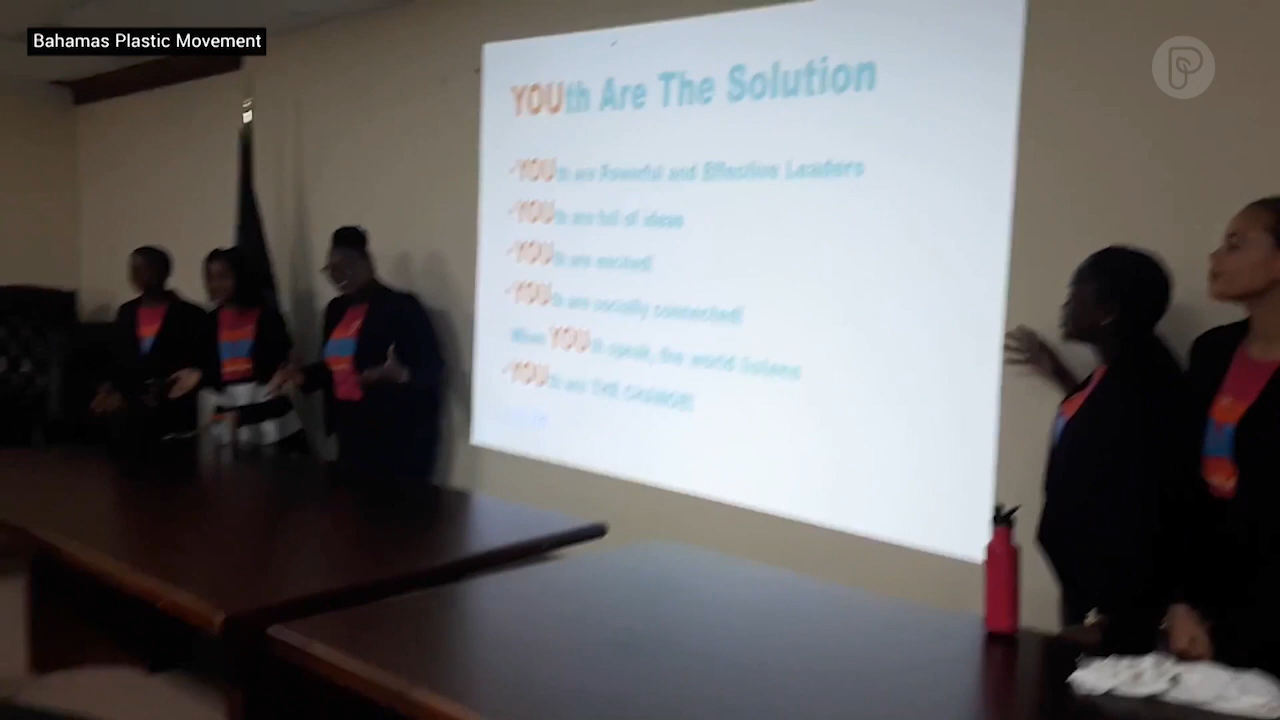 Bahamas Plastic Movement
YOUth Are The Solution
·YOUth are Powerful and Effective Leaders
·YOUth are full of ideas
·YOUth are excited!
·YOUth are socially connected!
When YOUth speak, the world listens
·YOUth are THE CHANGE!